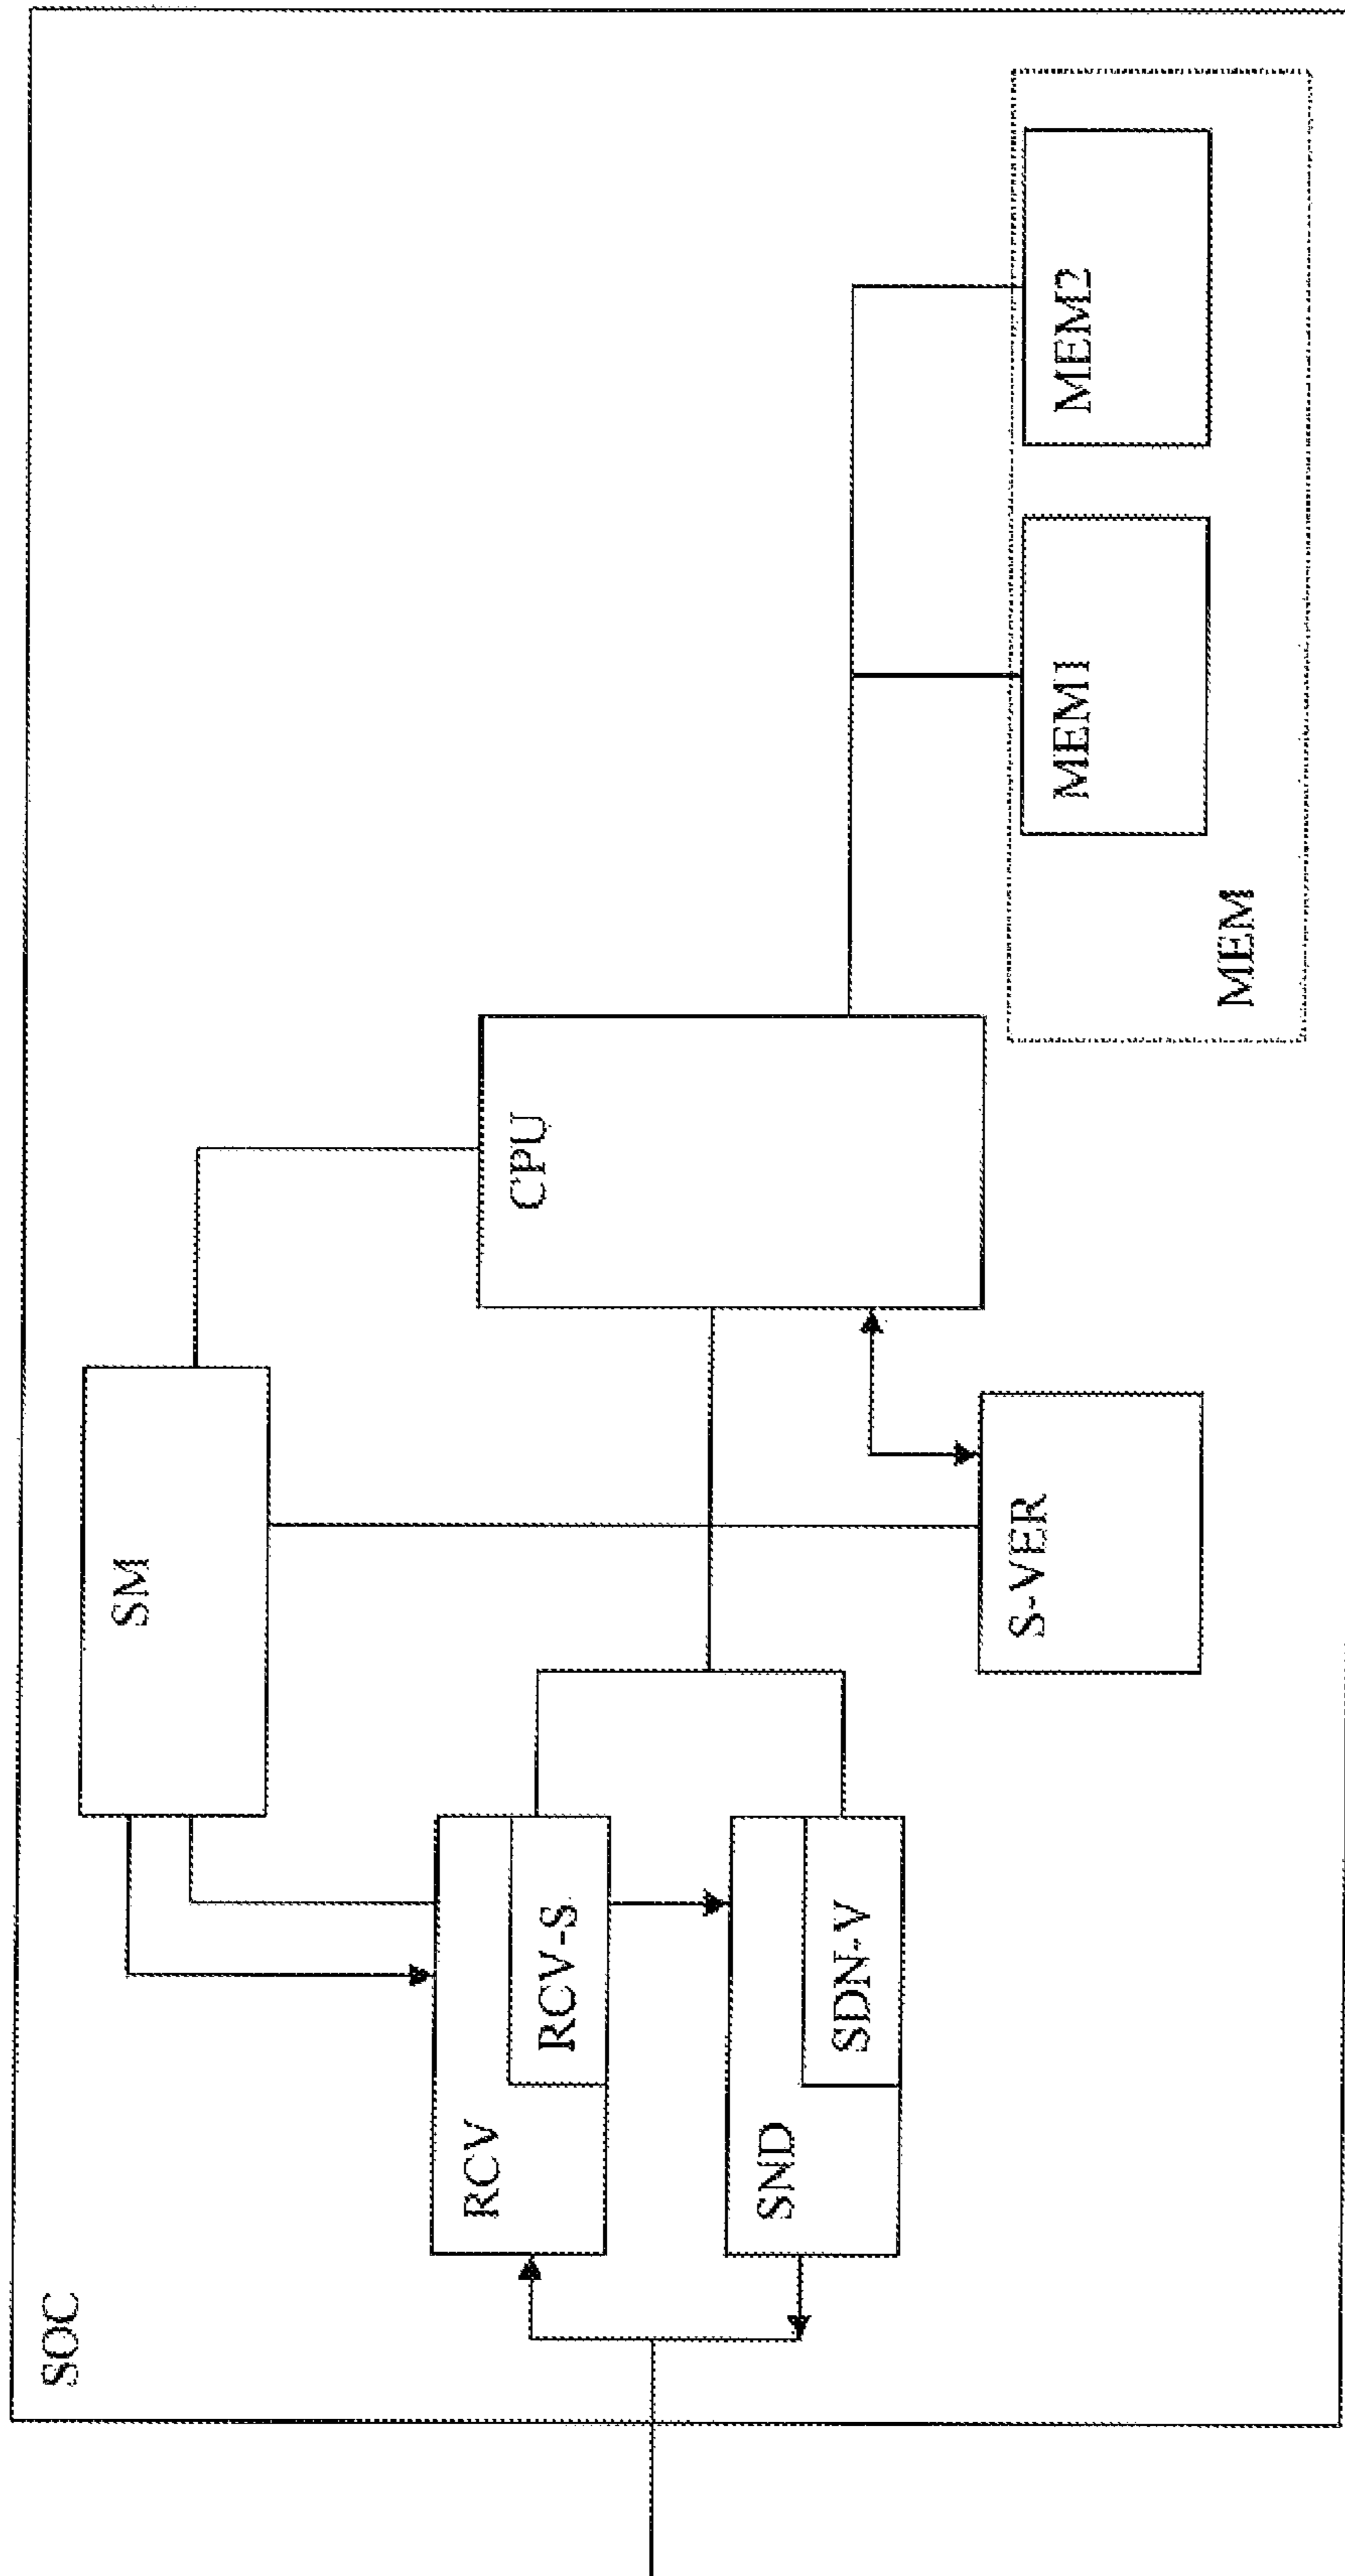 SOC
SM
RCV
RCV-S
CPU
SND
SDN-V
S-VER
MEM1
MEM2
MEM